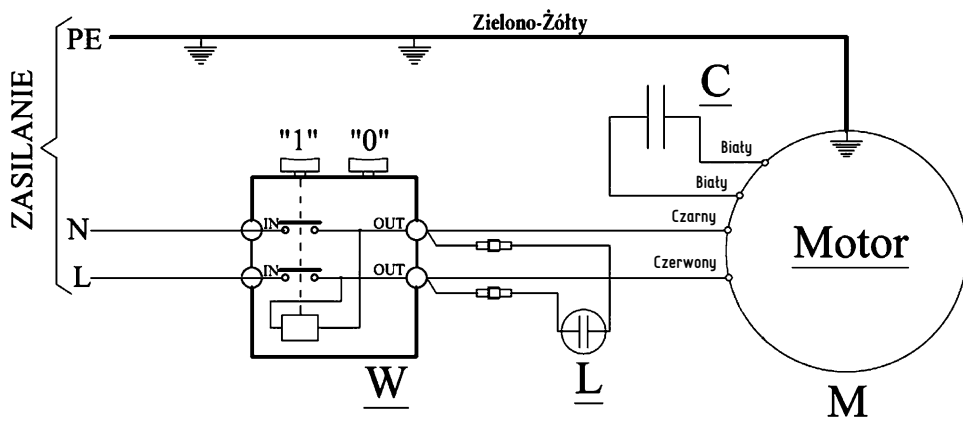 Zielono-Żółty
PE
ZASILANIE
C
"1" "0"
Biały
Biały
N
IN OUT
Czarny
Motor
L
IN OUT
Czerwony
W
L
M